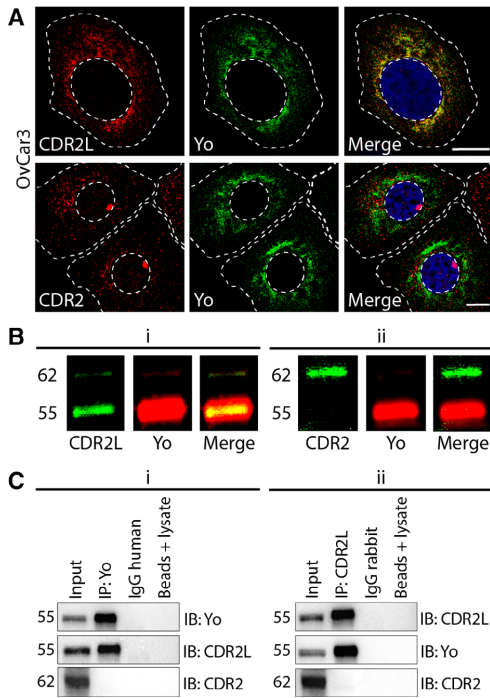 A
OvCar3
CDR2L Yo Merge
CDR2 Yo Merge
B
i ii
62 62
55 55
CDR2L Yo Merge CDR2 Yo Merge
C
i ii
Input IP: Yo IgG human Beads + lysate Input IP: CDR2L IgG rabbit Beads + lysate
55 IB: Yo 55 IB: CDR2L
55 IB: CDR2L 55 IB: Yo
62 IB: CDR2 62 IB: CDR2